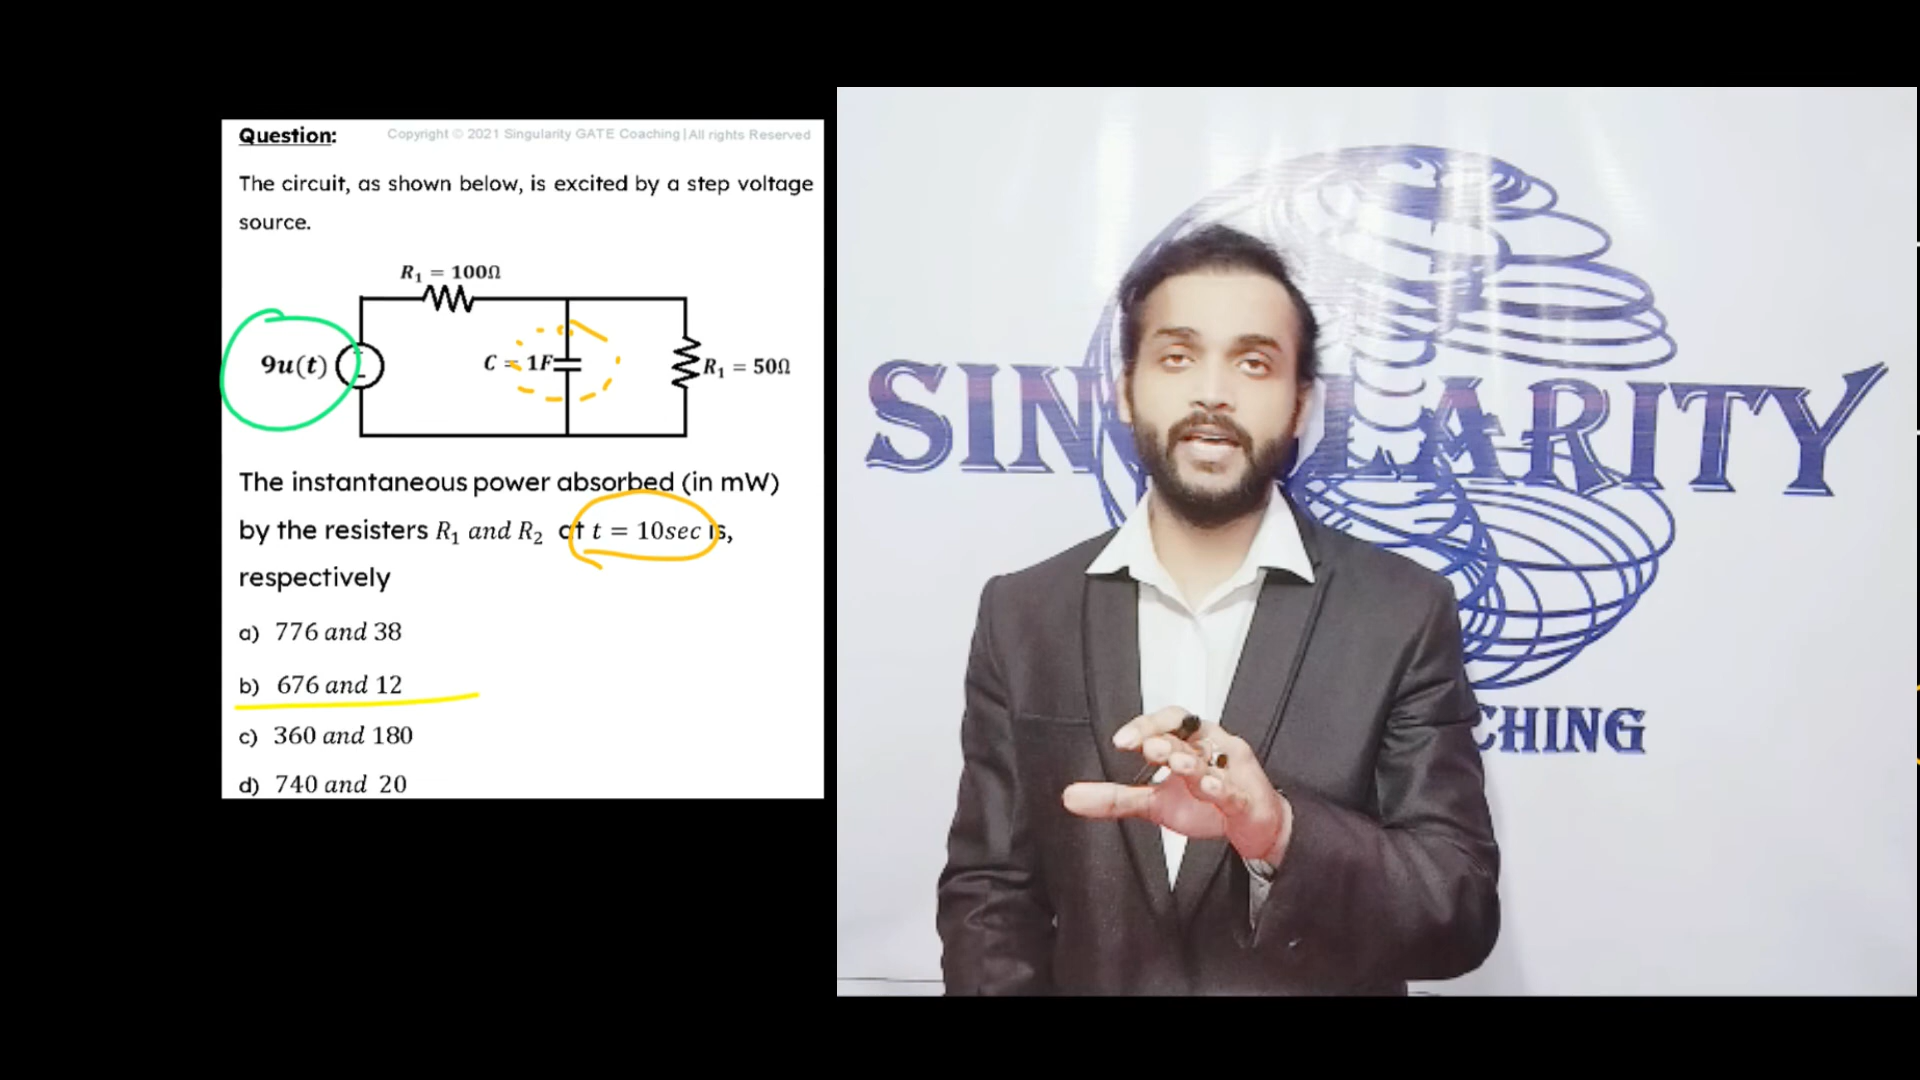 Question:
Copyright © 2021 Singularity GATE Coaching | All rights Reserved
The circuit, as shown below, is excited by a step voltage
source.
R₁ = 100Ω
9u(t)
C = 1F
R₁ = 50Ω
The instantaneous power absorbed (in mW)
by the resisters R₁ and R₂ at t = 10sec is,
respectively
a) 776 and 38
b) 676 and 12
c) 360 and 180
d) 740 and 20
SINGULARITY
CHING